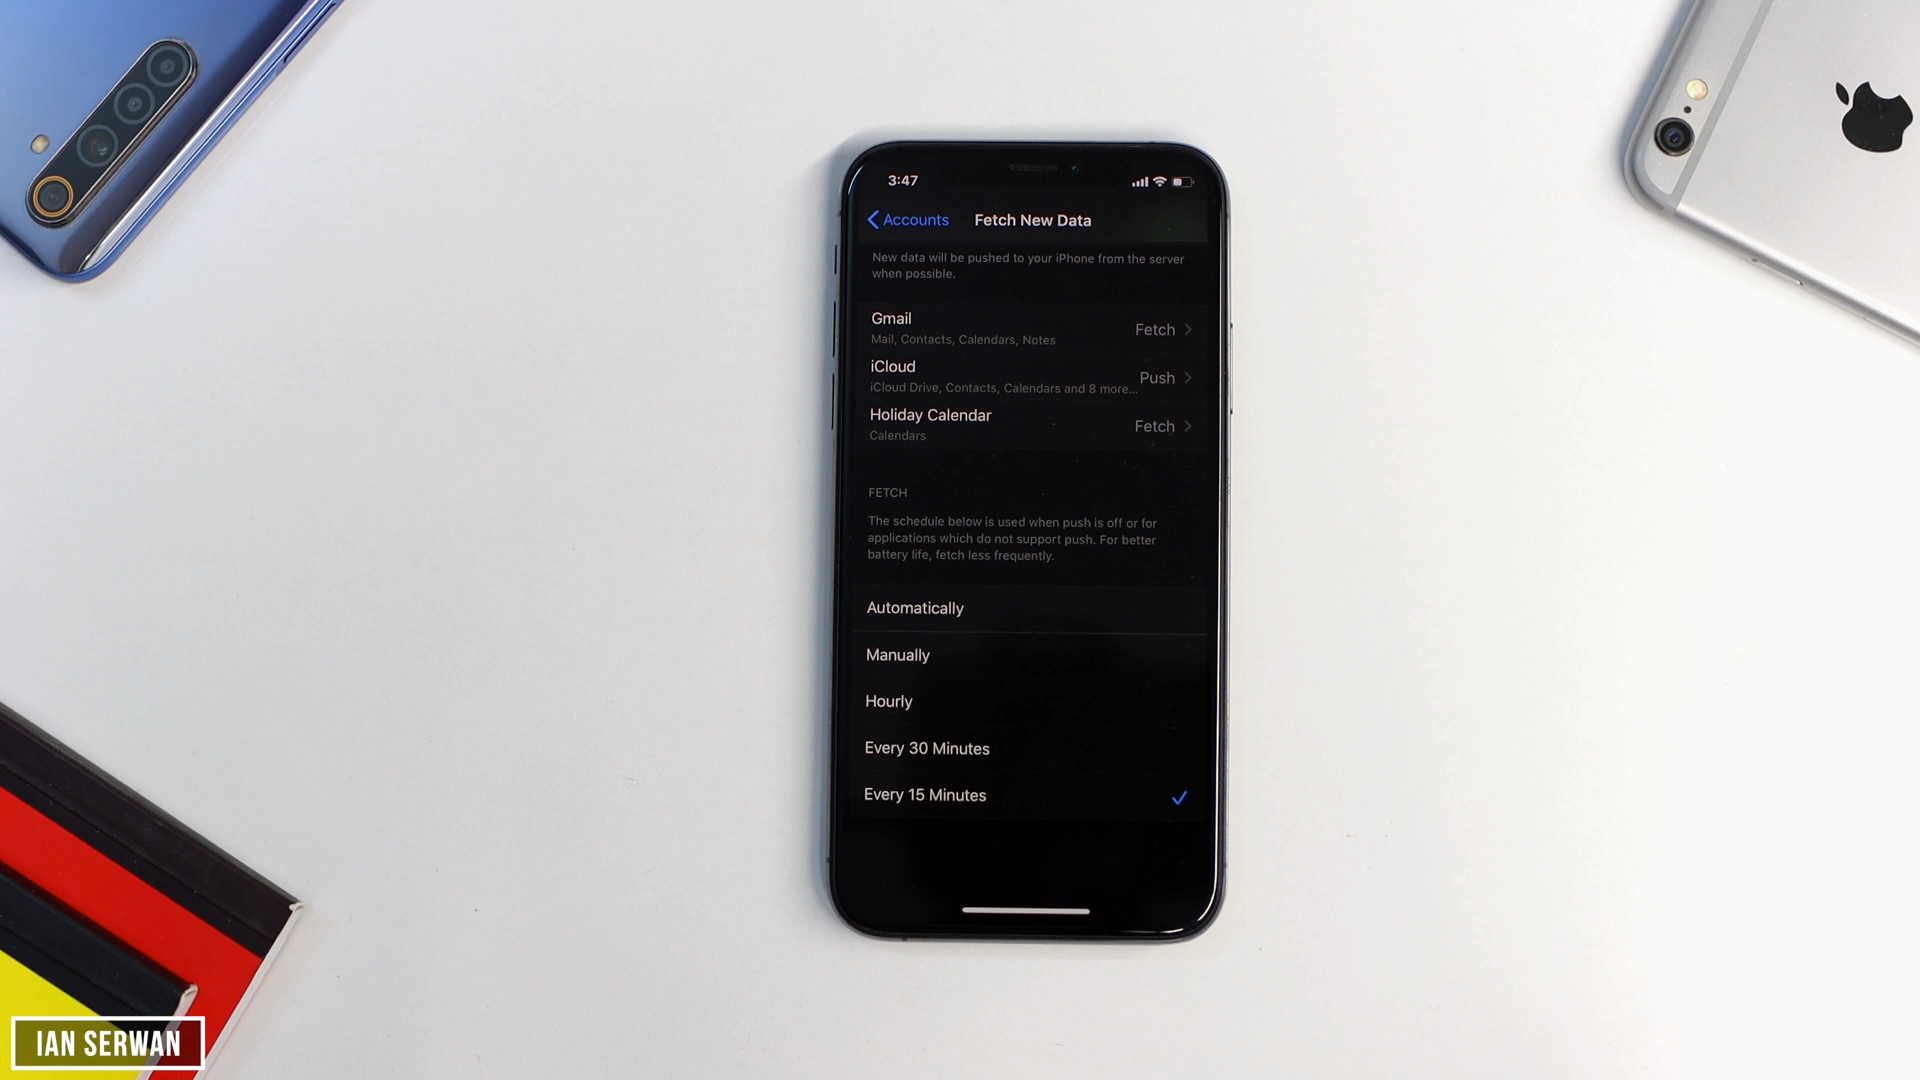 3:47
Accounts
Fetch New Data
New data will be pushed to your iPhone from the server
when possible.
Gmail
Mail, Contacts, Calendars, Notes
Fetch
iCloud
iCloud Drive, Contacts, Calendars and 8 more...
Push
Holiday Calendar
Calendars
Fetch
FETCH
The schedule below is used when push is off or for
applications which do not support push. For better
battery life, fetch less frequently.
Automatically
Manually
Hourly
Every 30 Minutes
Every 15 Minutes
IAN SERWAN